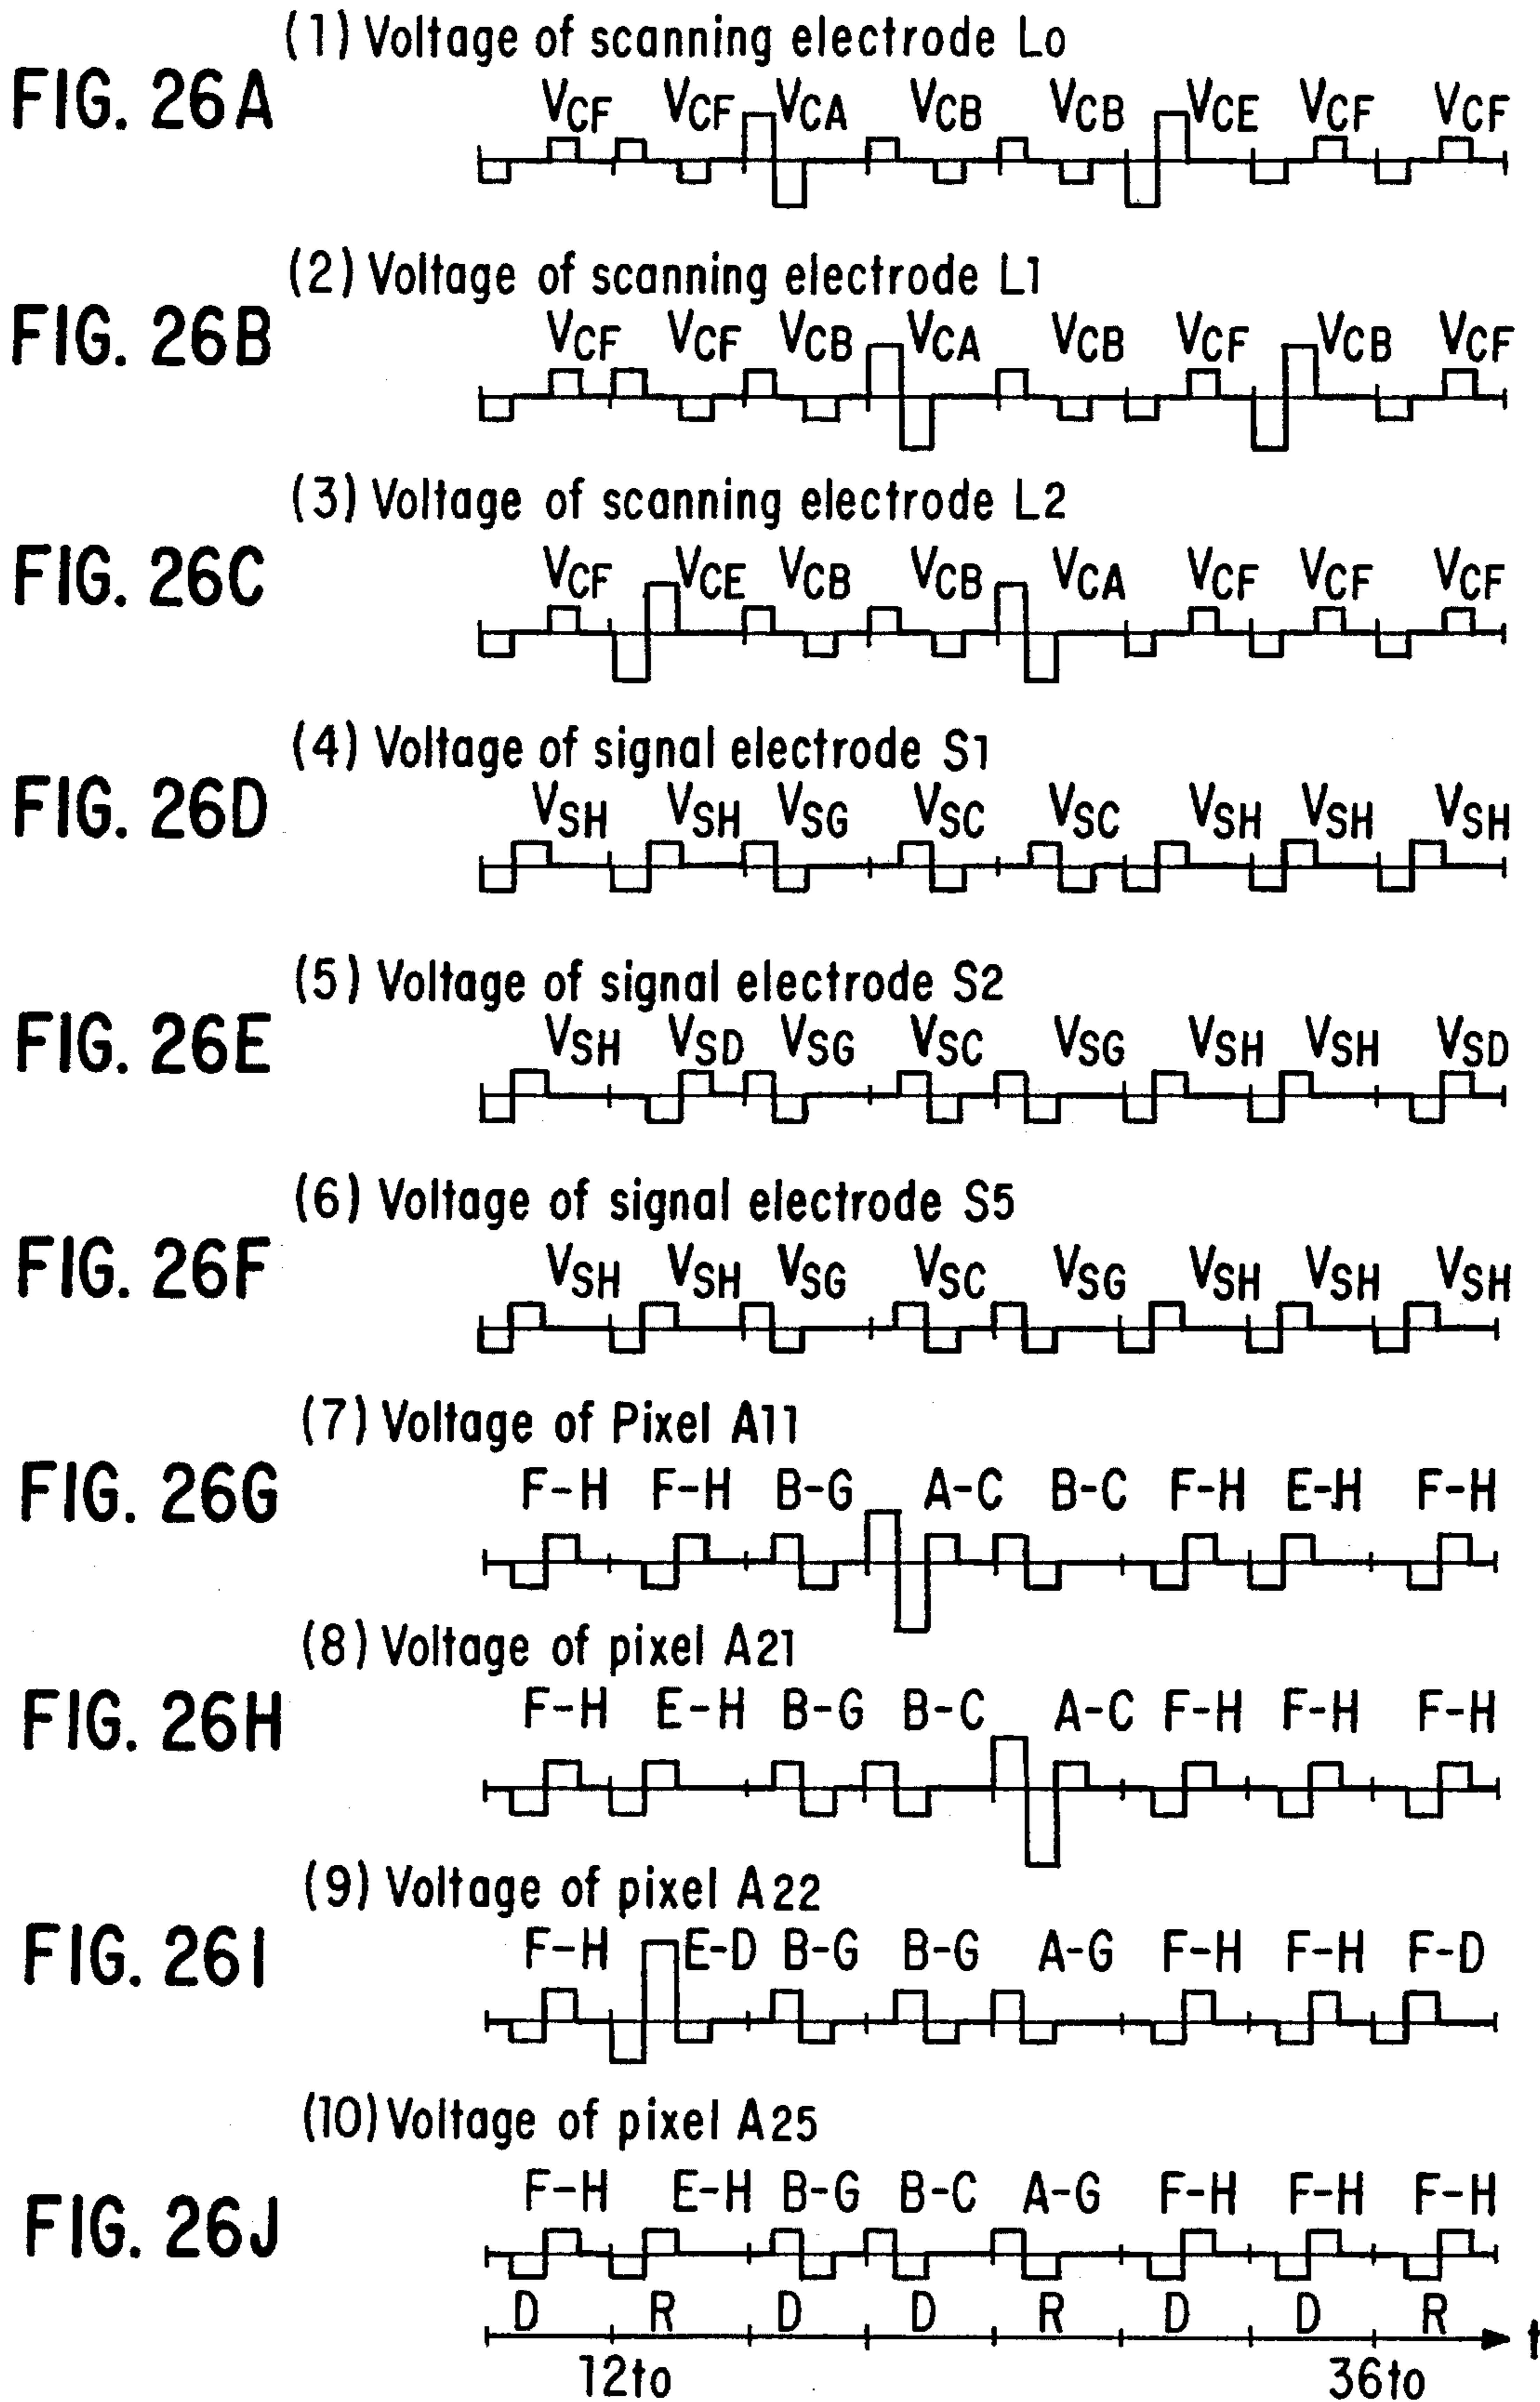 (1) Voltage of scanning electrode Lo
FIG. 26A
VCF VCF VCA VCB VCB VCE VCF VCF
(2) Voltage of scanning electrode L1
FIG. 26B
VCF VCF VCB VCA VCB VCF VCB VCF
(3) Voltage of scanning electrode L2
FIG. 26C
VCF VCE VCB VCB VCA VCF VCF VCF
(4) Voltage of signal electrode S1
FIG. 26D
VSH VSH VSG VSC VSC VSH VSH VSH
(5) Voltage of signal electrode S2
FIG. 26E
VSH VSD VSG VSC VSG VSH VSH VSD
(6) Voltage of signal electrode S5
FIG. 26F
VSH VSH VSG VSC VSG VSH VSH VSH
(7) Voltage of Pixel A11
FIG. 26G
F-H F-H B-G A-C B-C F-H E-H F-H
(8) Voltage of pixel A21
FIG. 26H
F-H E-H B-G B-C A-C F-H F-H F-H
(9) Voltage of pixel A22
FIG. 26I
F-H E-D B-G B-G A-G F-H F-H F-D
(10) Voltage of pixel A25
FIG. 26J
F-H E-H B-G B-C A-G F-H F-H F-H
D R D D R D D R
t
12to 36to